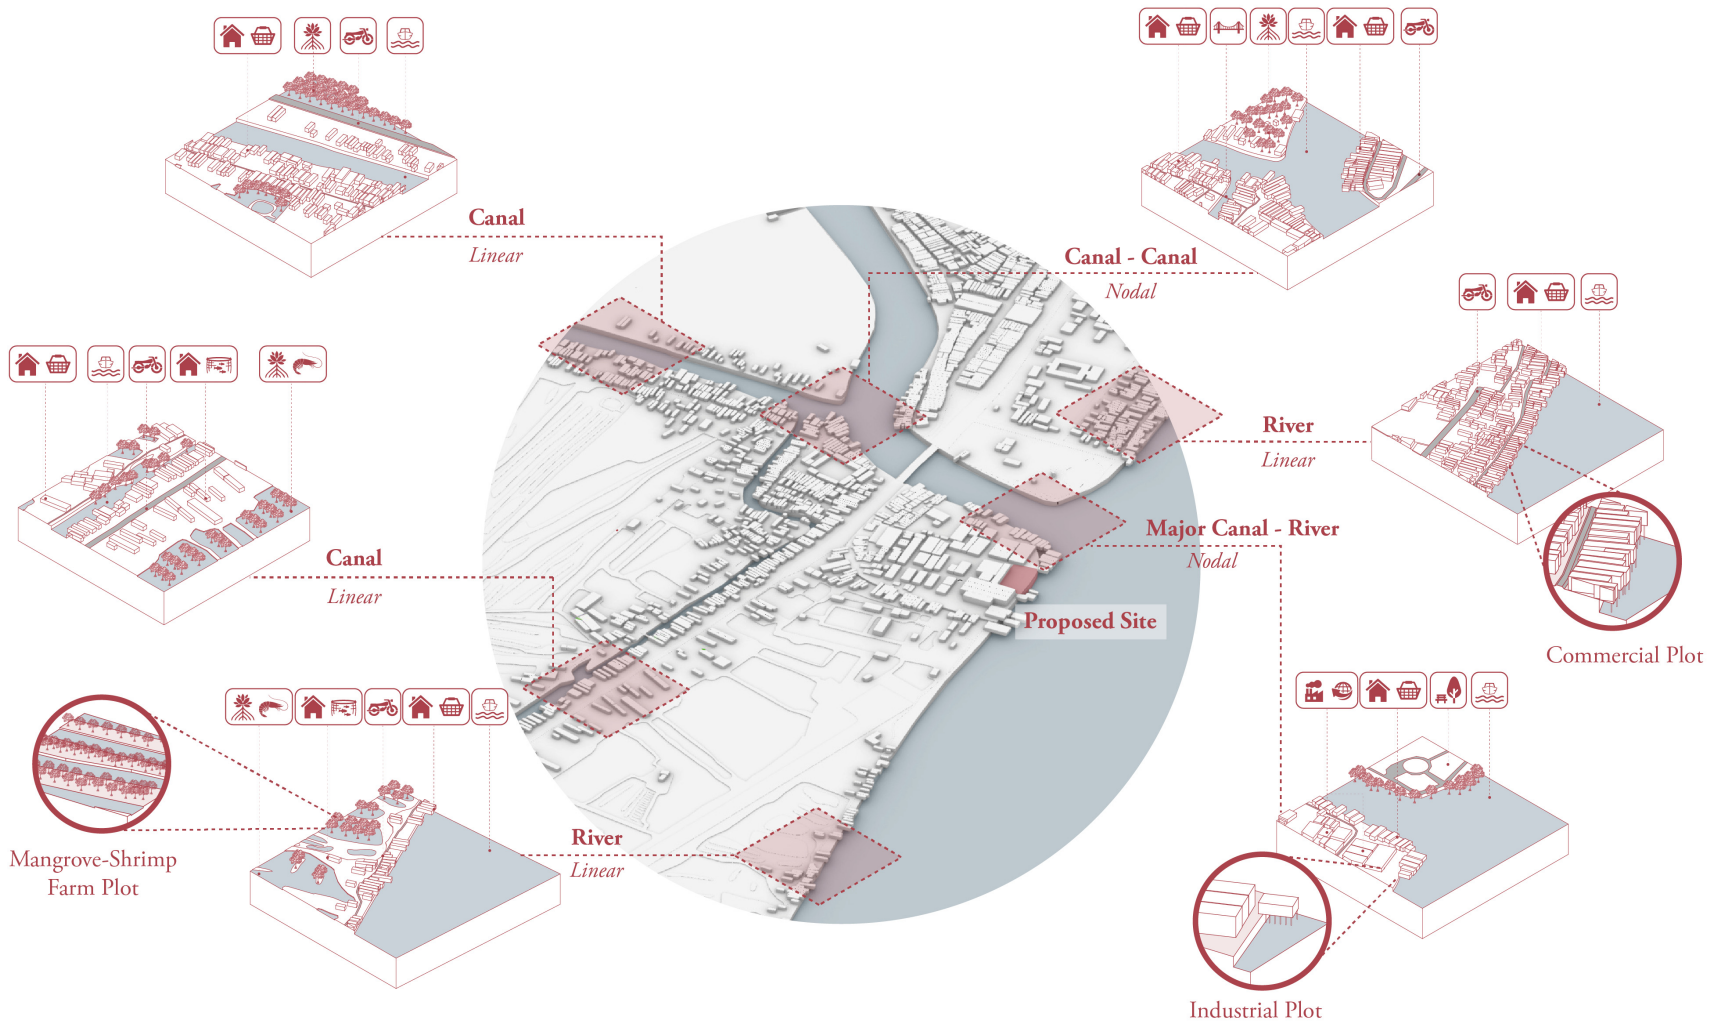 Canal
Linear
Canal - Canal
Nodal
River
Linear
Major Canal - River
Nodal
Canal
Linear
Proposed Site
Commercial Plot
River
Linear
Mangrove-Shrimp
Farm Plot
Industrial Plot